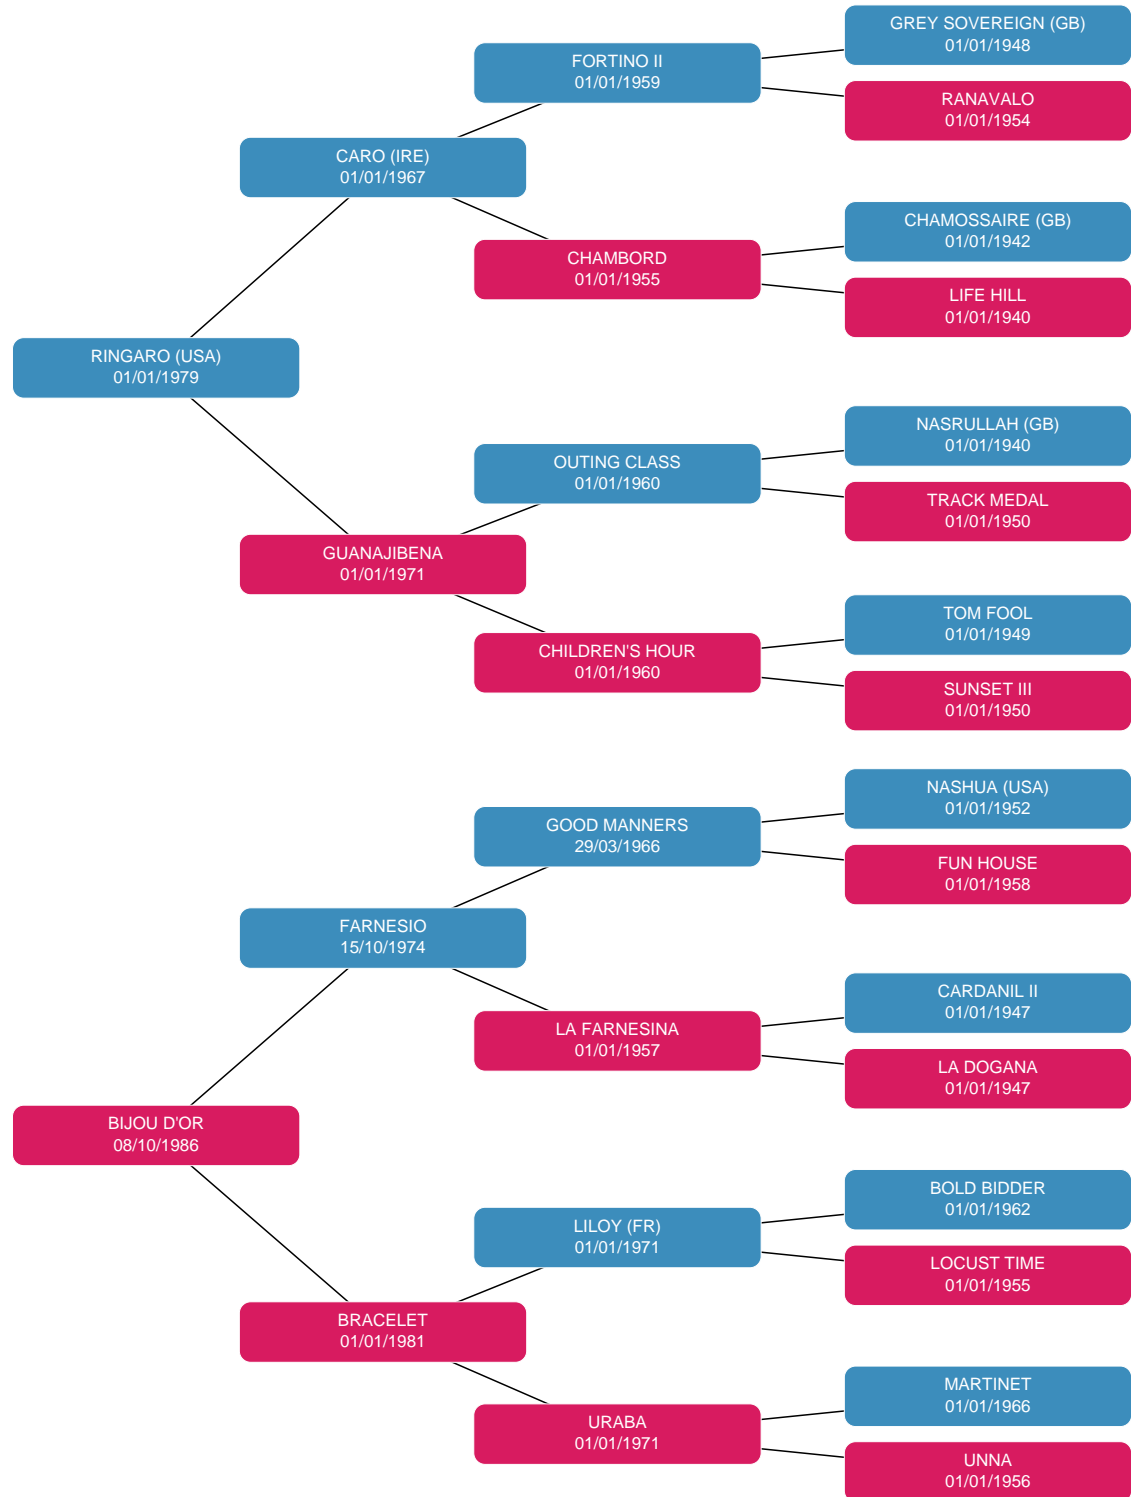 GREY SOVEREIGN (GB)
01/01/1948
FORTINO II
01/01/1959
RANAVALO
01/01/1954
CARO (IRE)
01/01/1967
CHAMOSSAIRE (GB)
01/01/1942
CHAMBORD
01/01/1955
LIFE HILL
01/01/1940
RINGARO (USA)
01/01/1979
NASRULLAH (GB)
01/01/1940
OUTING CLASS
01/01/1960
TRACK MEDAL
01/01/1950
GUANAJIBENA
01/01/1971
TOM FOOL
01/01/1949
CHILDREN'S HOUR
01/01/1960
SUNSET III
01/01/1950
NASHUA (USA)
01/01/1952
GOOD MANNERS
29/03/1966
FUN HOUSE
01/01/1958
FARNESIO
15/10/1974
CARDANIL II
01/01/1947
LA FARNESINA
01/01/1957
LA DOGANA
01/01/1947
BIJOU D'OR
08/10/1986
BOLD BIDDER
01/01/1962
LILOY (FR)
01/01/1971
LOCUST TIME
01/01/1955
BRACELET
01/01/1981
MARTINET
01/01/1966
URABA
01/01/1971
UNNA
01/01/1956